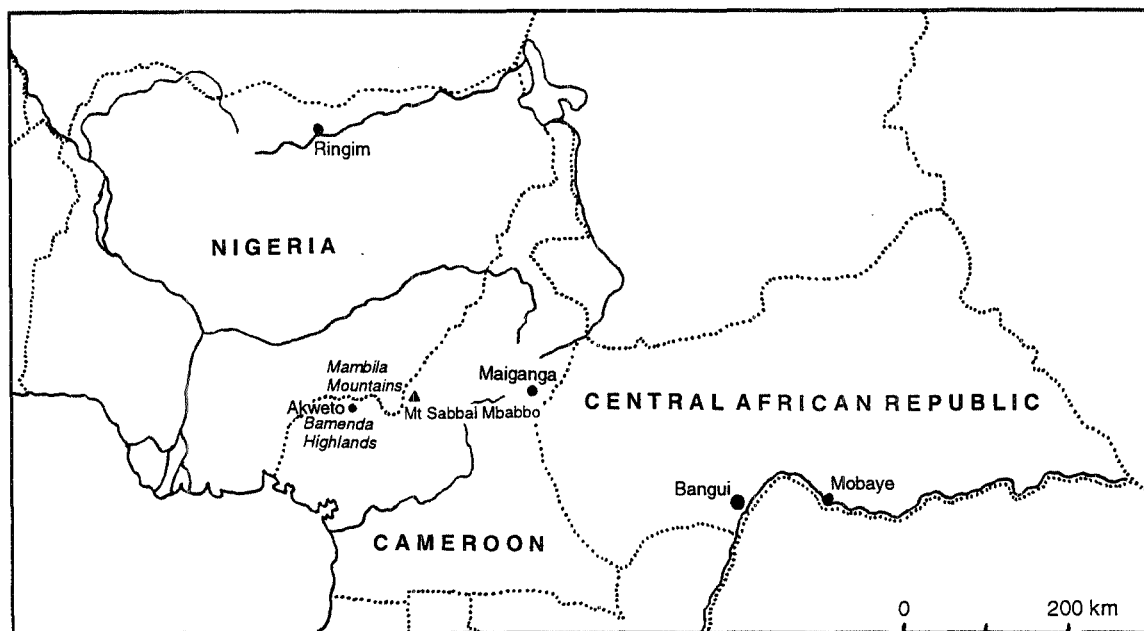 Ringim
NIGERIA
Mambila
Mountains
Maiganga
Akweto
Mt Sabbai Mbabbo
Bamenda
Highlands
CENTRAL AFRICAN REPUBLIC
Bangui
Mobaye
CAMEROON
0 200 km